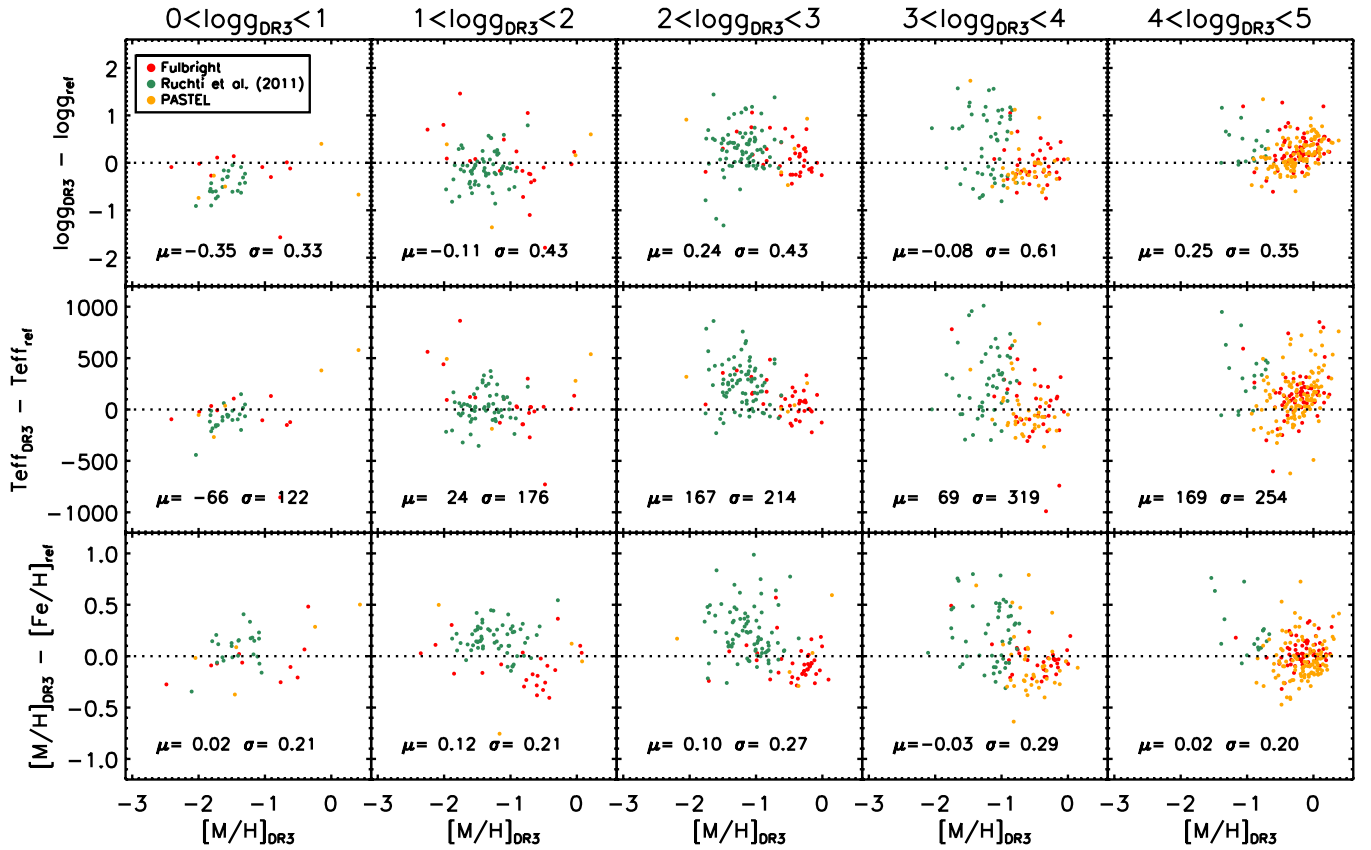 0<logg_DR3<1 1<logg_DR3<2 2<logg_DR3<3 3<logg_DR3<4 4<logg_DR3<5
Fulbright
Ruchti et al. (2011)
PASTEL
logg_DR3 − logg_ref
2
1
0
−1
−2
μ=−0.35 σ= 0.33 μ=−0.11 σ= 0.43 μ= 0.24 σ= 0.43 μ=−0.08 σ= 0.61 μ= 0.25 σ= 0.35
Teff_DR3 − Teff_ref
1000
500
0
−500
−1000
μ= −66 σ= 122 μ= 24 σ= 176 μ= 167 σ= 214 μ= 69 σ= 319 μ= 169 σ= 254
[M/H]_DR3 − [Fe/H]_ref
1.0
0.5
0.0
−0.5
−1.0
μ= 0.02 σ= 0.21 μ= 0.12 σ= 0.21 μ= 0.10 σ= 0.27 μ=−0.03 σ= 0.29 μ= 0.02 σ= 0.20
−3 −2 −1 0 −3 −2 −1 0 −3 −2 −1 0 −3 −2 −1 0 −3 −2 −1 0
[M/H]_DR3 [M/H]_DR3 [M/H]_DR3 [M/H]_DR3 [M/H]_DR3